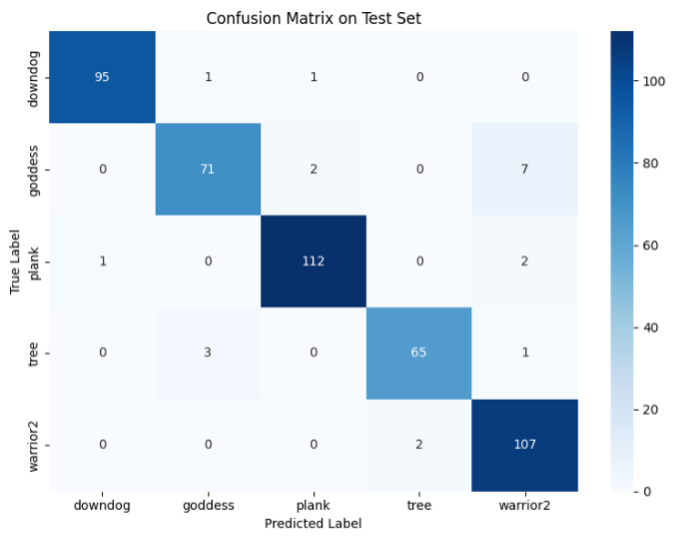 Confusion Matrix on Test Set
True Label
downdog 95 1 1 0 0
goddess 0 71 2 0 7
plank 1 0 112 0 2
tree 0 3 0 65 1
warrior2 0 0 0 2 107
downdog goddess plank tree warrior2
Predicted Label
100
80
60
40
20
0